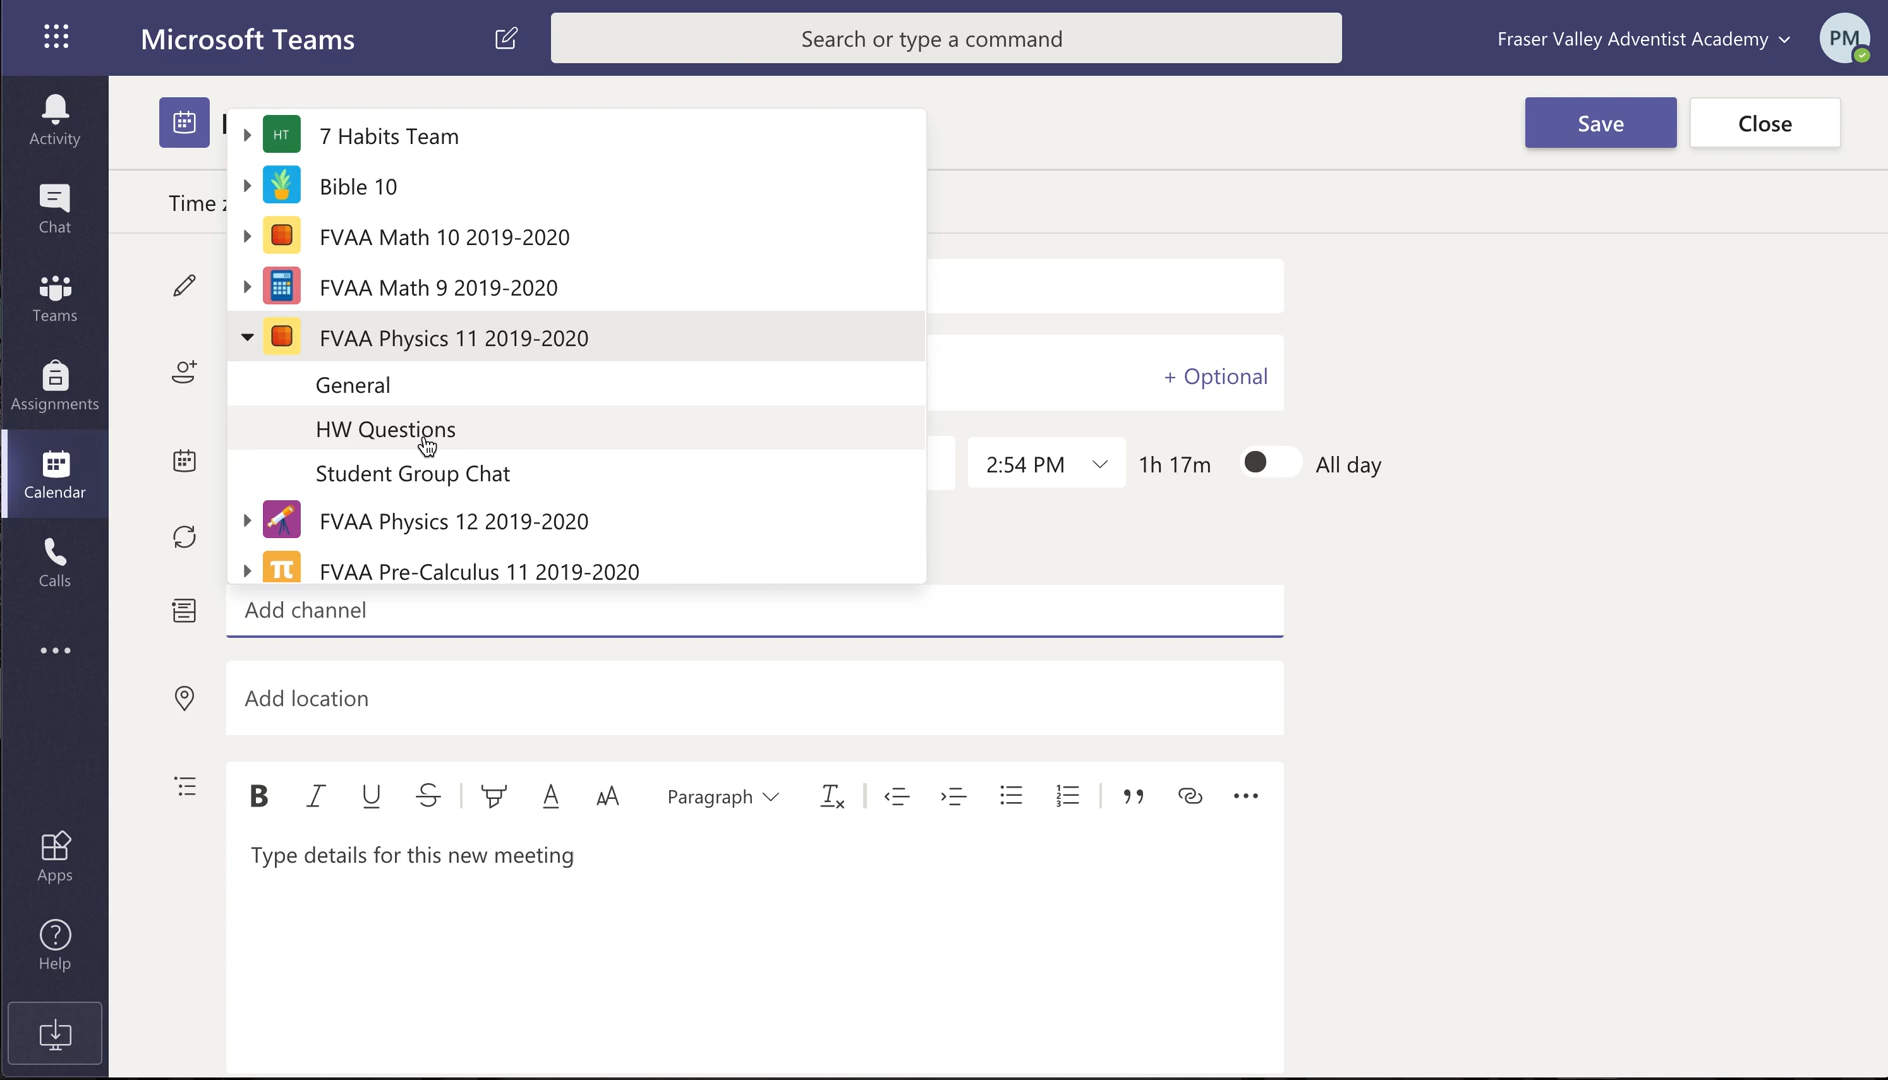 Microsoft Teams
Search or type a command
Fraser Valley Adventist Academy
PM
Activity
Chat
Teams
Assignments
Calendar
Calls
Apps
Help
Save
Close
Time
HT
7 Habits Team
Bible 10
FVAA Math 10 2019-2020
FVAA Math 9 2019-2020
FVAA Physics 11 2019-2020
General
HW Questions
Student Group Chat
FVAA Physics 12 2019-2020
π
FVAA Pre-Calculus 11 2019-2020
+ Optional
2:54 PM
1h 17m
All day
Add channel
Add location
B I U S A AA Paragraph Ix
Type details for this new meeting